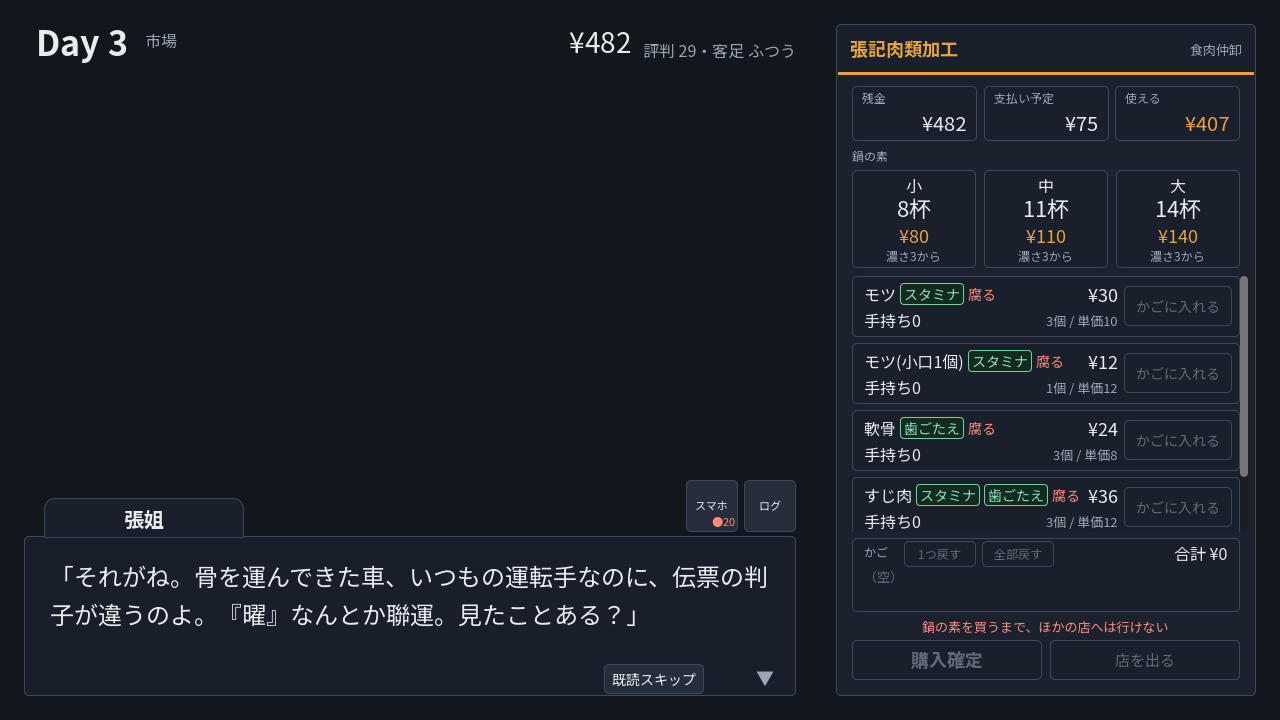 Day 3 市場
¥482 評判 29・客足 ふつう
張記肉類加工 食肉仲卸
残金 ¥482
支払い予定 ¥75
使える ¥407
鍋の素
小
8杯
¥80
濃さ3から
中
11杯
¥110
濃さ3から
大
14杯
¥140
濃さ3から
モツ スタミナ 腐る ¥30
手持ち0 3個 / 単価10
かごに入れる
モツ(小口1個) スタミナ 腐る ¥12
手持ち0 1個 / 単価12
かごに入れる
軟骨 歯ごたえ 腐る ¥24
手持ち0 3個 / 単価8
かごに入れる
すじ肉 スタミナ 歯ごたえ 腐る ¥36
手持ち0 3個 / 単価12
かごに入れる
かご 1つ戻す 全部戻す 合計 ¥0
（空）
鍋の素を買うまで、ほかの店へは行けない
購入確定 店を出る
スマホ 20
ログ
張姐
「それがね。骨を運んできた車、いつもの運転手なのに、伝票の判
子が違うのよ。『曜』なんとか聯運。見たことある？」
既読スキップ ▼